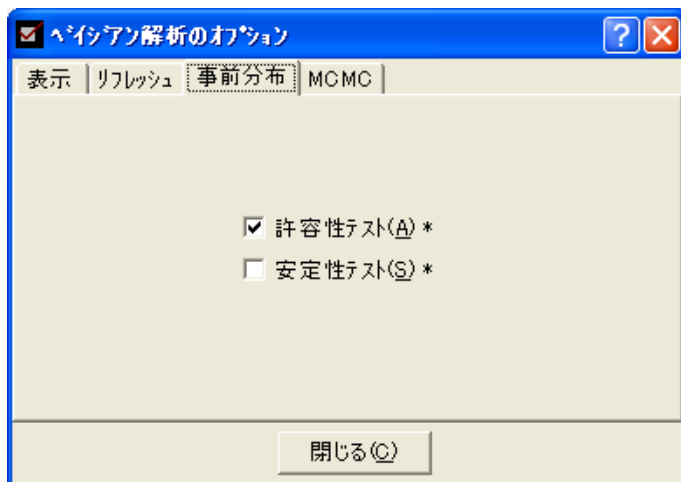 ﾍﾞｲｼﾞｱﾝ解析のｵﾌﾟｼｮﾝ
表示 ﾘﾌﾚｯｼｭ 事前分布 MCMC
許容性ﾃｽﾄ(A) *
安定性ﾃｽﾄ(S) *
閉じる(C)